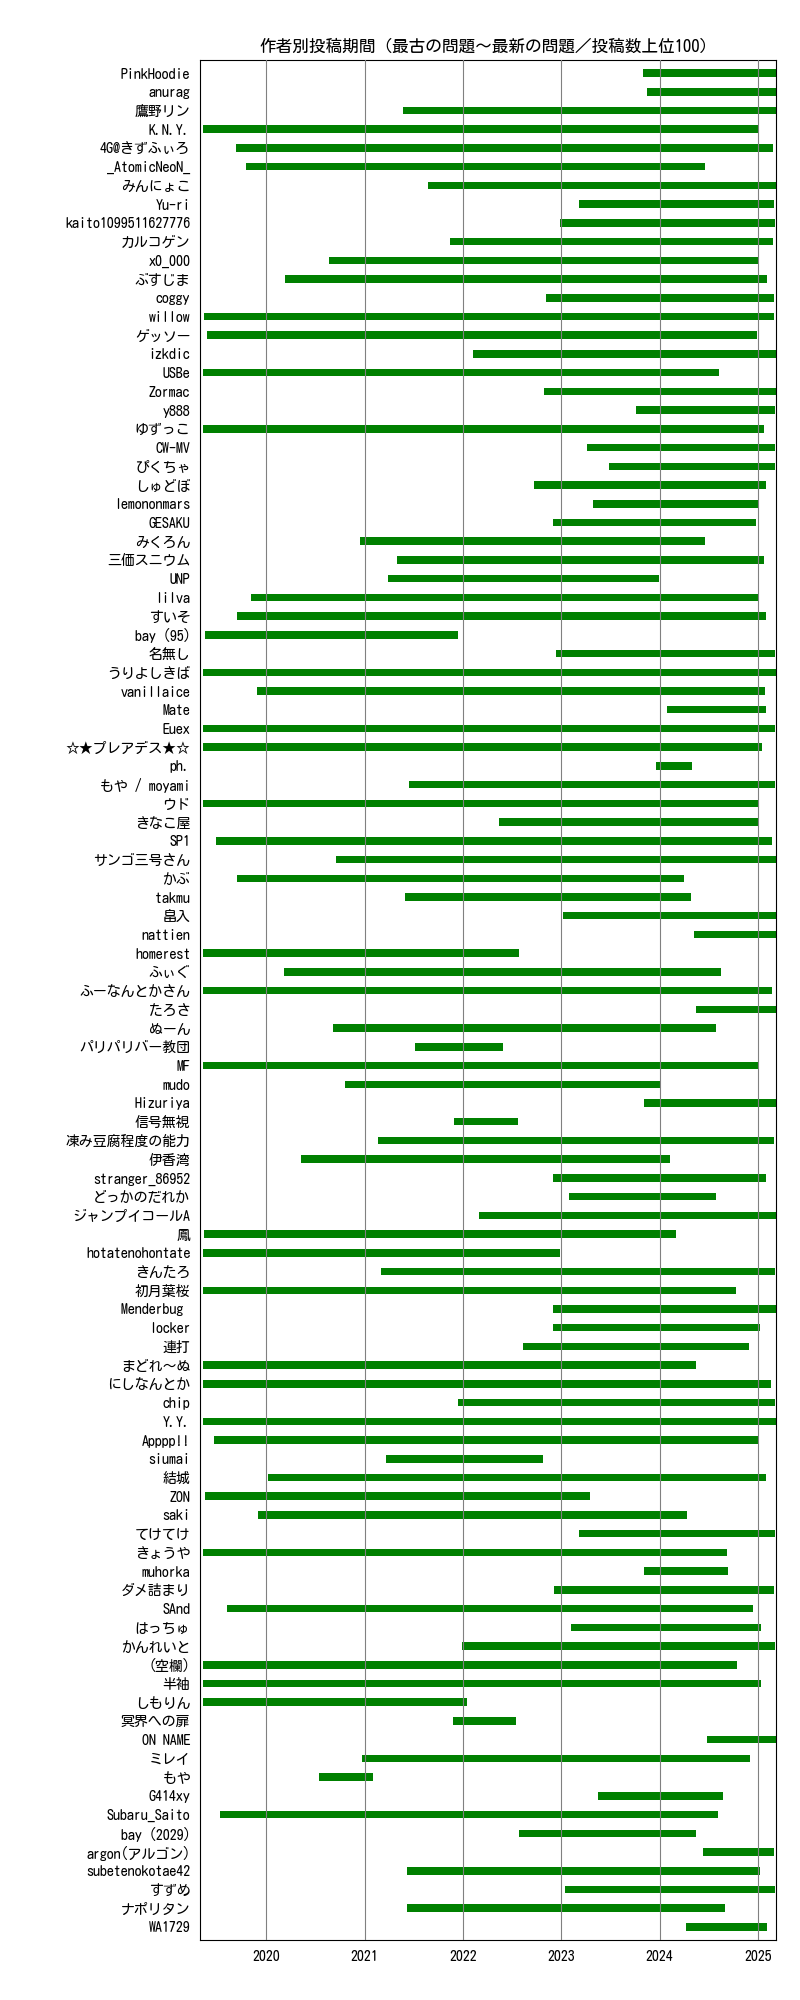 作者別投稿期間（最古の問題～最新の問題／投稿数上位100）
PinkHoodie
anurag
鷹野リン
K.N.Y.
4G@きずふぃろ
_AtomicNeoN_
みんにょこ
Yu-ri
kaito1099511627776
カルコゲン
x0_000
ぶすじま
coggy
willow
ゲッソー
izkdic
USBe
Zormac
y888
ゆずっこ
CW-MV
ぴくちゃ
しゅどぼ
lemononmars
GESAKU
みくろん
三価スニウム
UNP
lilva
すいそ
bay (95)
名無し
うりよしきば
vanillaice
Mate
Euex
☆★プレアデス★☆
ph.
もや / moyami
ウド
きなこ屋
SP1
サンゴ三号さん
かぶ
takmu
畠入
nattien
homerest
ふぃぐ
ふーなんとかさん
たろさ
ぬーん
パリパリバー教団
MF
mudo
Hizuriya
信号無視
凍み豆腐程度の能力
伊香湾
stranger_86952
どっかのだれか
ジャンプイコールA
鳳
hotatenohontate
きんたろ
初月葉桜
Menderbug
locker
連打
まどれ～ぬ
にしなんとか
chip
Y.Y.
Appppl!
siumai
結城
ZON
saki
てけてけ
きょうや
muhorka
ダメ詰まり
SAnd
はっちゅ
かんれいと
(空欄)
半袖
しもりん
冥界への扉
ON NAME
ミレイ
もや
G414xy
Subaru_Saito
bay (2029)
argon(アルゴン)
subetenokotae42
すずめ
ナポリタン
WA1729
2020 2021 2022 2023 2024 2025